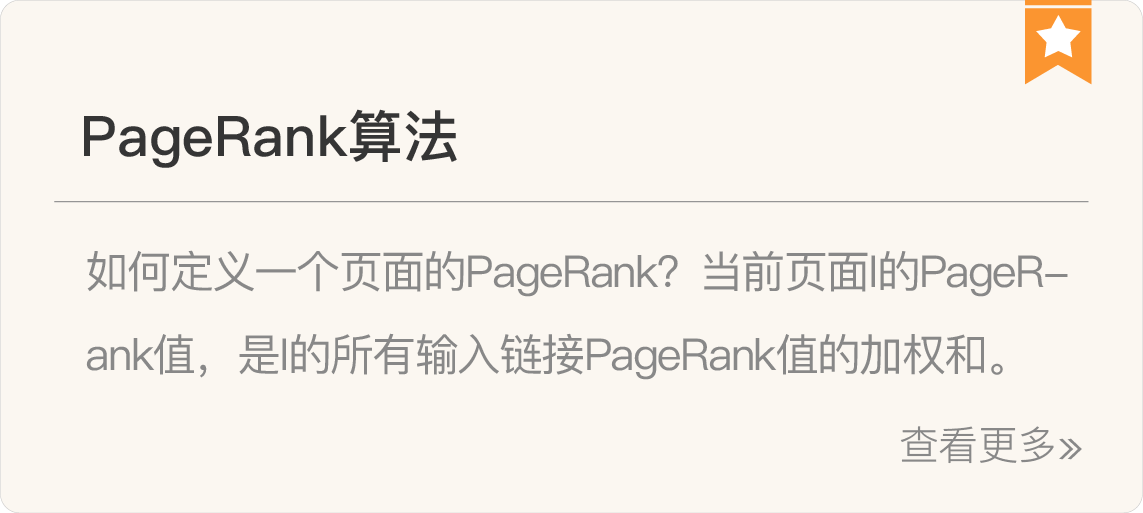 PageRank算法
如何定义一个页面的PageRank？当前页面I的PageR-
ank值，是I的所有输入链接PageRank值的加权和。
查看更多»